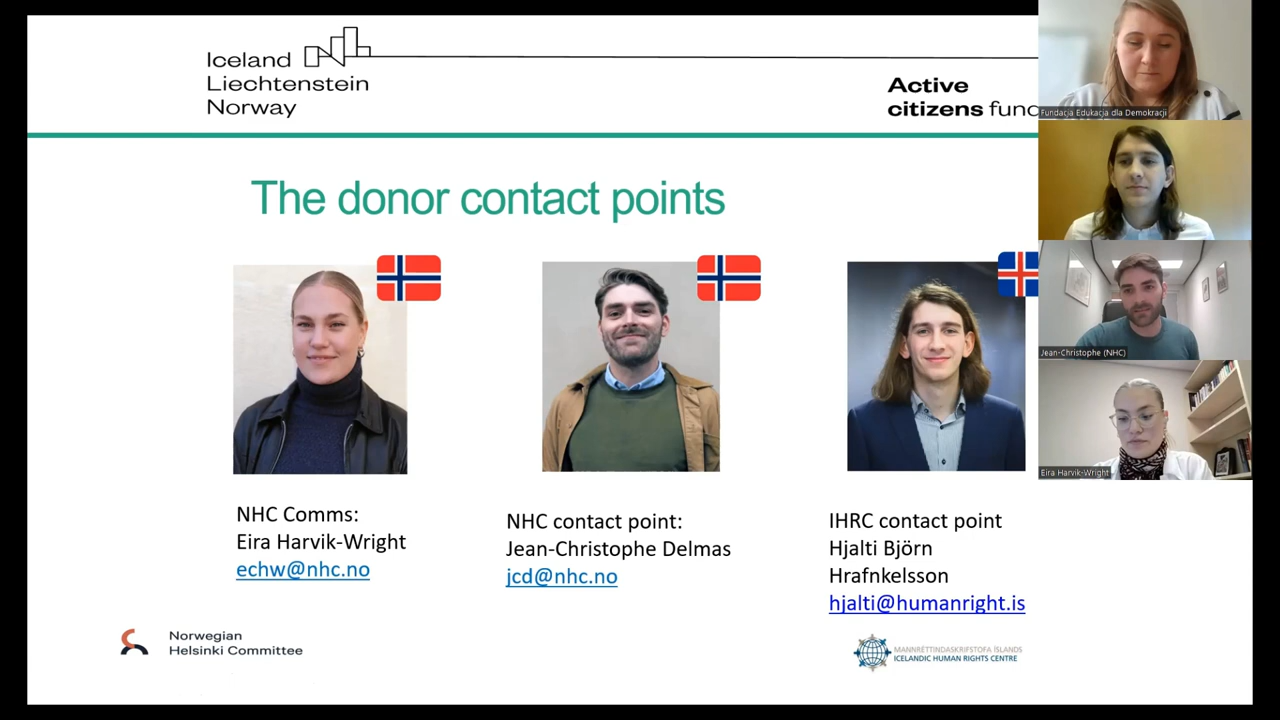 Iceland
Liechtenstein
Norway
Active
citizens fund
Fundacja Edukacja dla Demokracji
The donor contact points
Jean-Christophe (NHC)
Eira Harvik-Wright
NHC Comms:
Eira Harvik-Wright
echw@nhc.no
NHC contact point:
Jean-Christophe Delmas
jcd@nhc.no
IHRC contact point
Hjalti Björn
Hrafnkelsson
hjalti@humanright.is
Norwegian
Helsinki Committee
MANNRÉTTINDASKRIFSTOFA ÍSLANDS
ICELANDIC HUMAN RIGHTS CENTRE